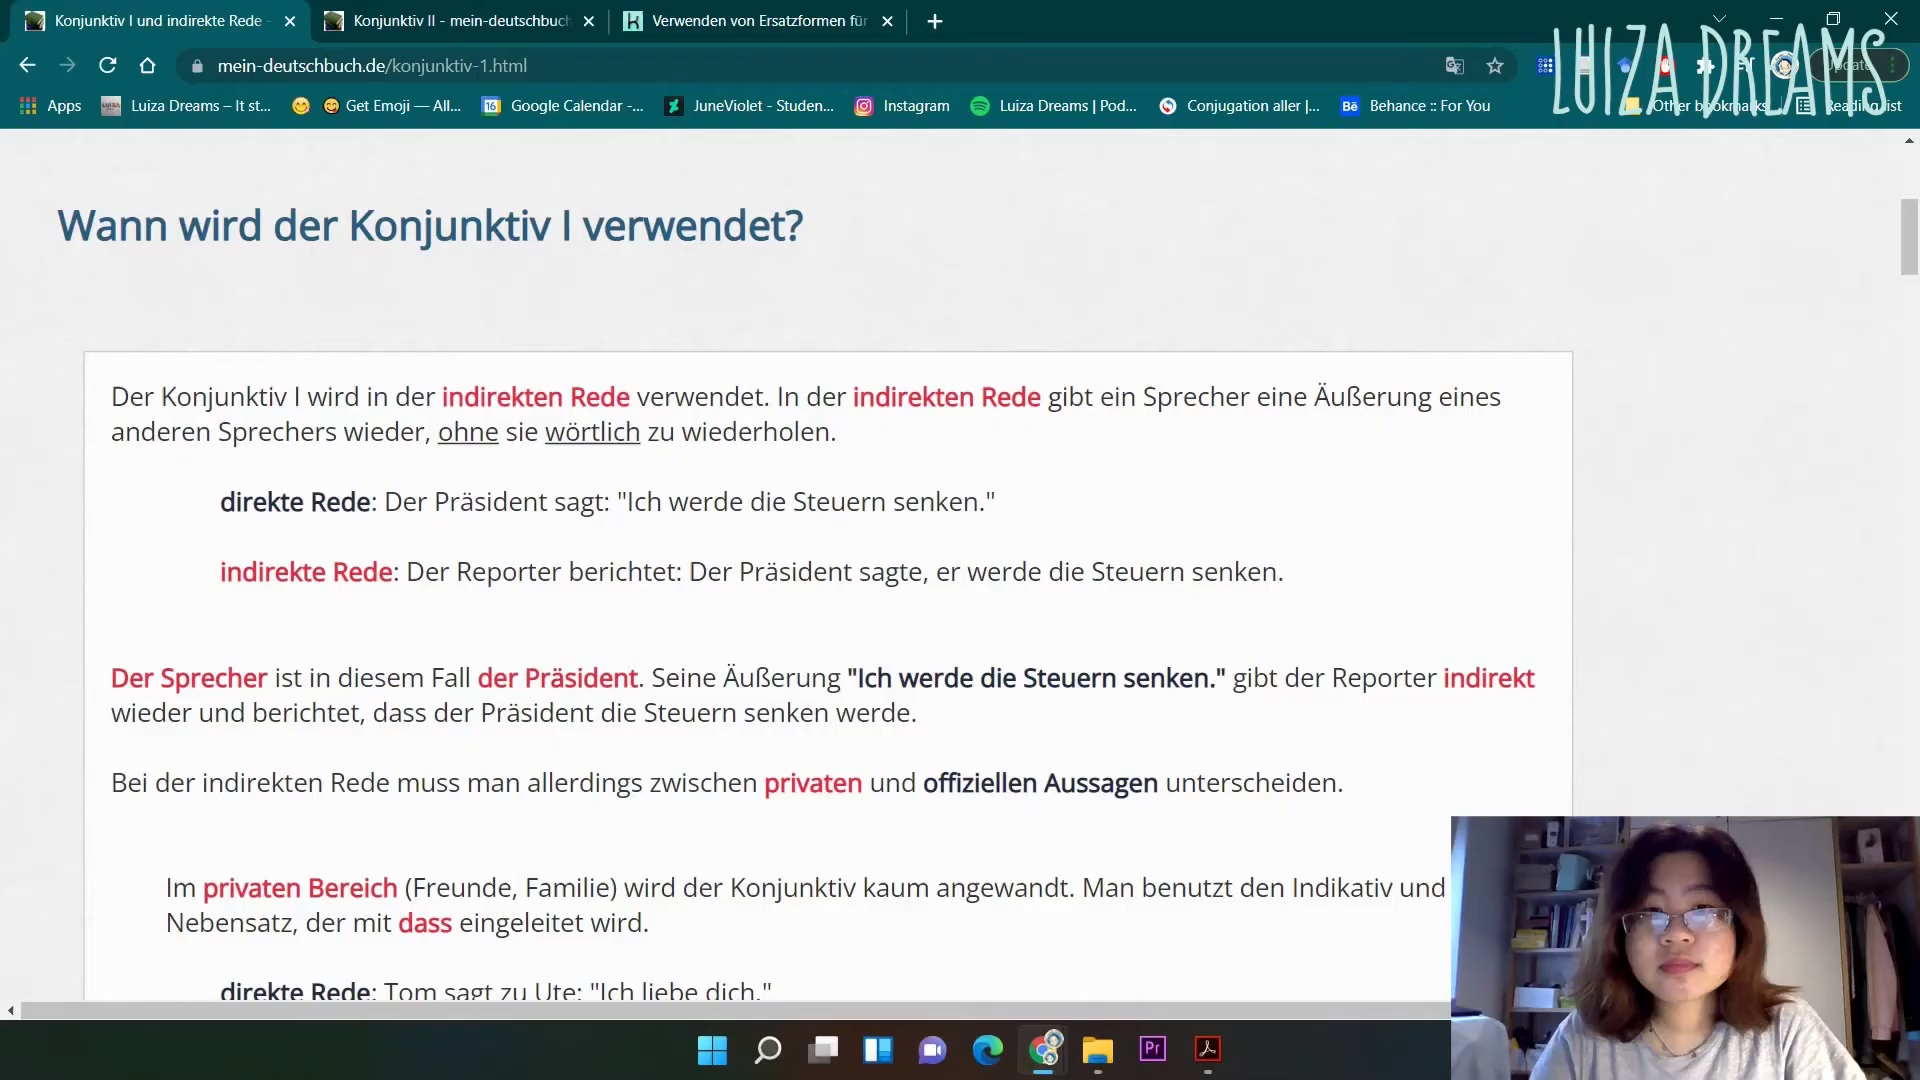 Konjunktiv I und indirekte Rede -
Konjunktiv II - mein-deutschbuch
Verwenden von Ersatzformen für
mein-deutschbuch.de/konjunktiv-1.html
Update
LUIZA DREAMS
Apps
Luiza Dreams – It st...
Get Emoji — All...
16
Google Calendar -...
JuneViolet - Studen...
Instagram
Luiza Dreams | Pod...
Conjugation aller |...
Bē
Behance :: For You
Other bookmarks
Reading list
Wann wird der Konjunktiv I verwendet?
Der Konjunktiv I wird in der indirekten Rede verwendet. In der indirekten Rede gibt ein Sprecher eine Äußerung eines
anderen Sprechers wieder, ohne sie wörtlich zu wiederholen.
direkte Rede: Der Präsident sagt: "Ich werde die Steuern senken."
indirekte Rede: Der Reporter berichtet: Der Präsident sagte, er werde die Steuern senken.
Der Sprecher ist in diesem Fall der Präsident. Seine Äußerung "Ich werde die Steuern senken." gibt der Reporter indirekt
wieder und berichtet, dass der Präsident die Steuern senken werde.
Bei der indirekten Rede muss man allerdings zwischen privaten und offiziellen Aussagen unterscheiden.
Im privaten Bereich (Freunde, Familie) wird der Konjunktiv kaum angewandt. Man benutzt den Indikativ und
Nebensatz, der mit dass eingeleitet wird.
direkte Rede: Tom sagt zu Ute: "Ich liebe dich."
Pr